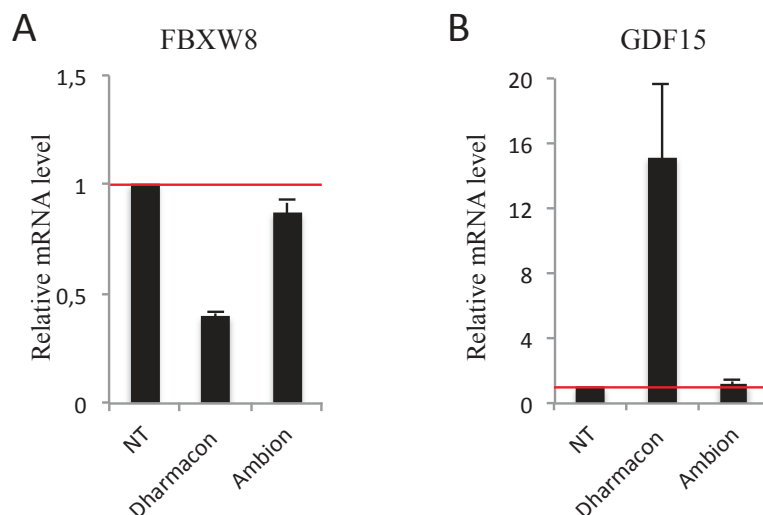 A
FBXW8
Relative mRNA level
1,5
1
0,5
0
NT
Dharmacon
Ambion
B
GDF15
Relative mRNA level
20
16
12
8
4
0
NT
Dharmacon
Ambion